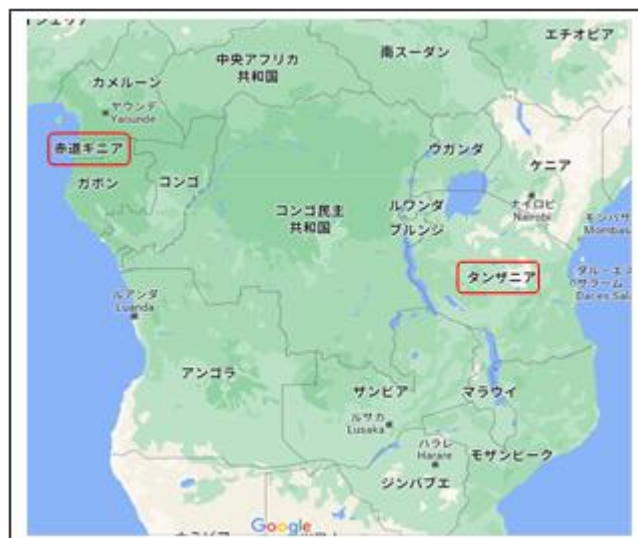 エチオピア
南スーダン
中央アフリカ
共和国
カメルーン
ヤウンデ
Yaounde
赤道ギニア
ウガンダ
ケニア
ガボン
コンゴ
コンゴ民主
共和国
ルワンダ
ブルンジ
ナイロビ
Nairobi
モンバサ
Mombas
タンザニア
ダル・エス
サラーム
Dar es Sala
ルアンダ
Luanda
アンゴラ
ザンビア
マラウイ
ルサカ
Lusaka
ハラレ
Harare
モザンビーク
ジンバブエ
Google